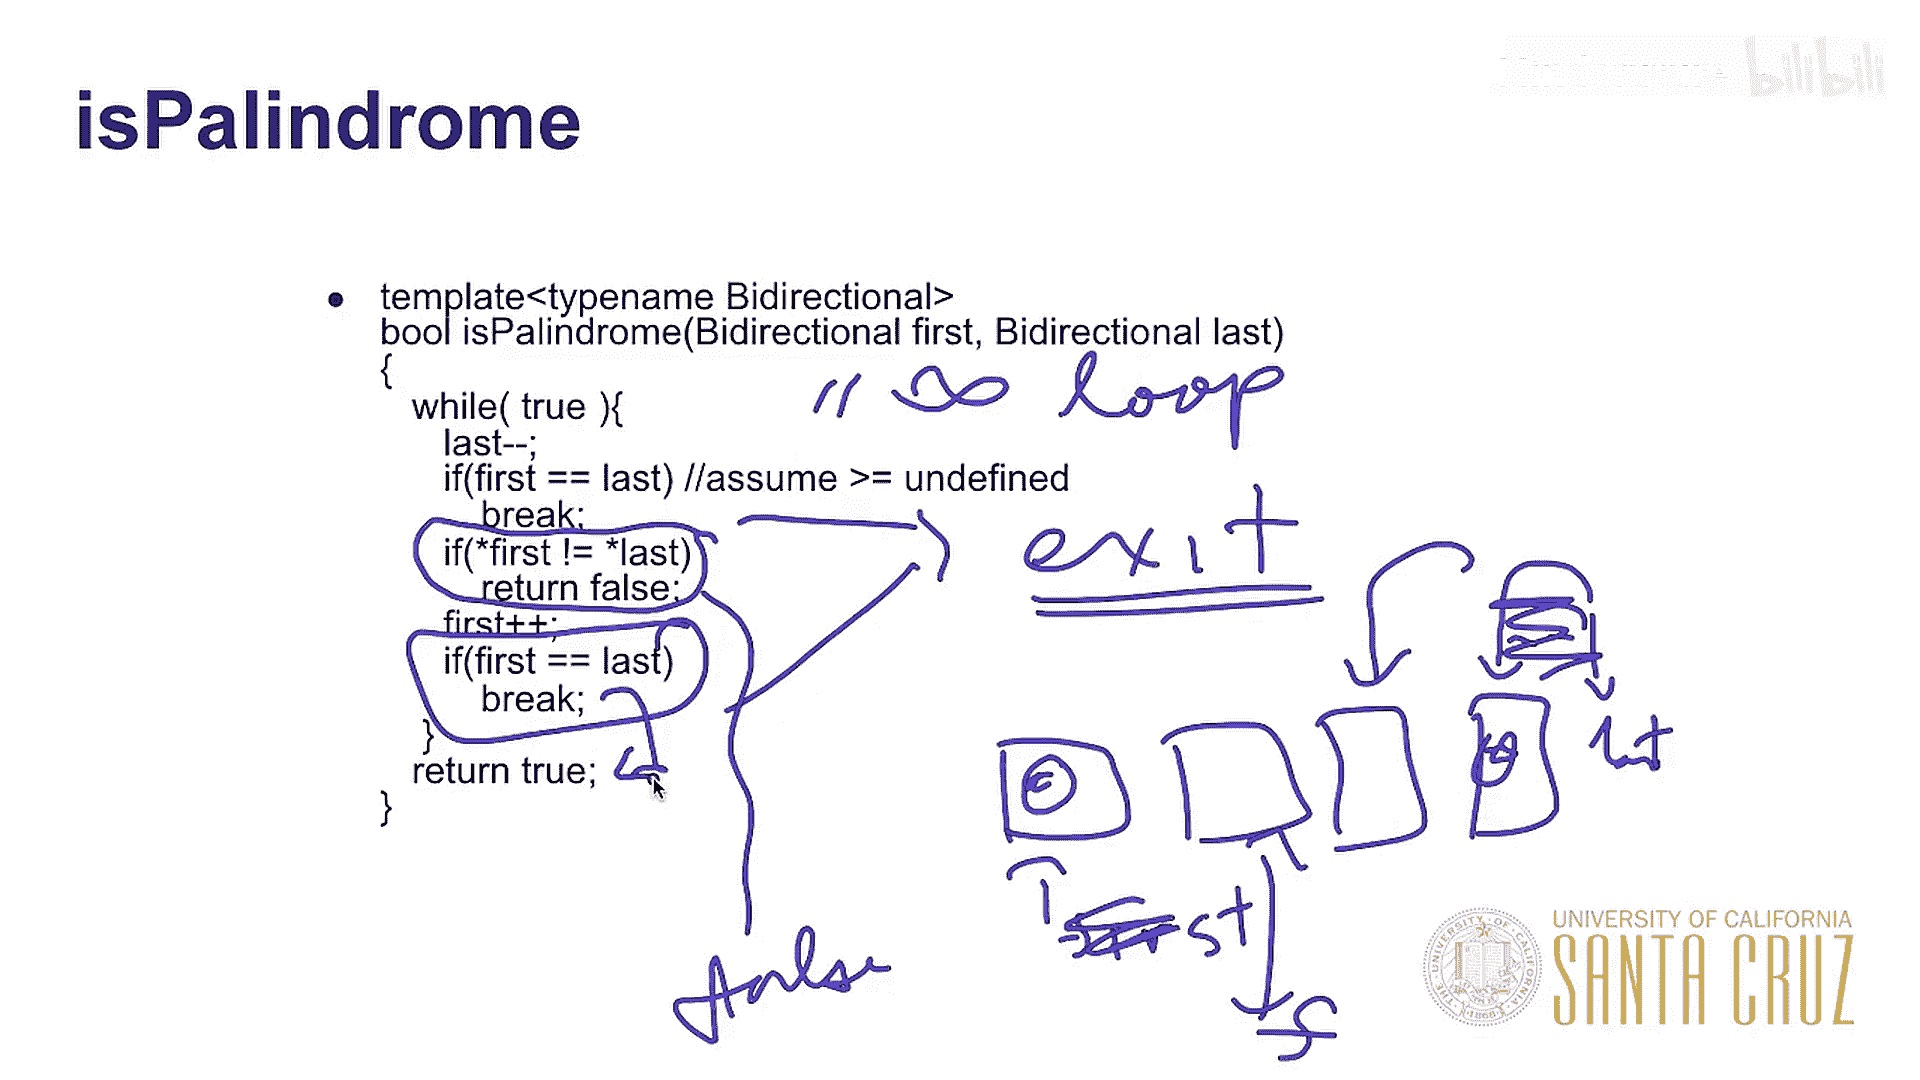 isPalindrome
bilibili
• template<typename Bidirectional>
bool isPalindrome(Bidirectional first, Bidirectional last)
{
// ∞ loop
while( true ){
last--;
if(first == last) //assume >= undefined
break;
exit
if(*first != *last)
return false;
first++;
if(first == last)
break;
}
return true;
}
lst
st
false
f
UNIVERSITY OF CALIFORNIA
SANTA CRUZ